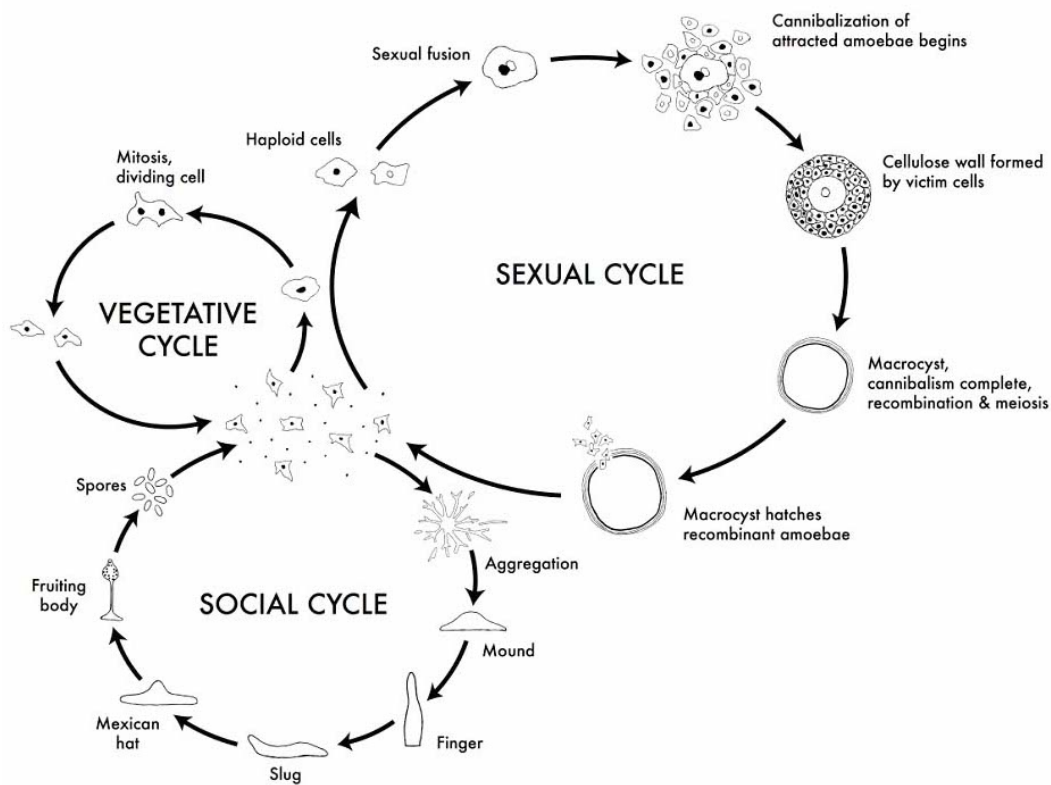 Cannibalization of
attracted amoebae begins
Sexual fusion
Haploid cells
Mitosis,
dividing cell
Cellulose wall formed
by victim cells
SEXUAL CYCLE
VEGETATIVE
CYCLE
Macrocyst,
cannibalism complete,
recombination & meiosis
Spores
Macrocyst hatches
recombinant amoebae
Aggregation
Fruiting
body
SOCIAL CYCLE
Mound
Mexican
hat
Finger
Slug